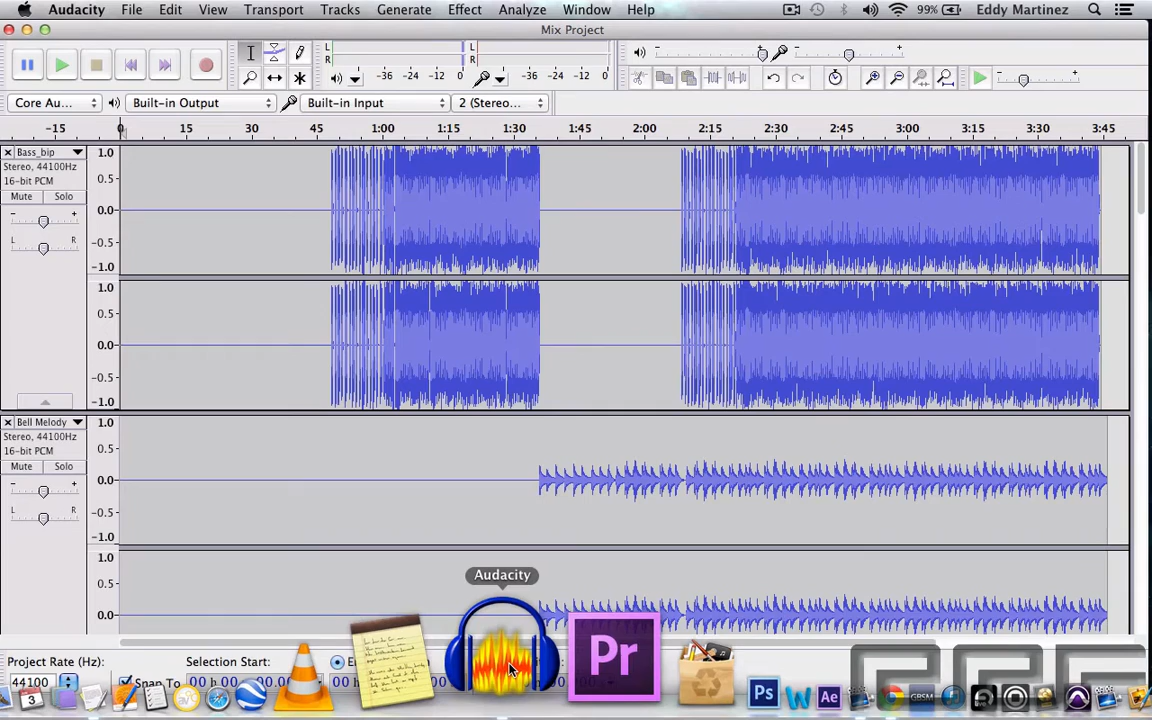 Audacity File Edit View Transport Tracks Generate Effect Analyze Window Help 99% Eddy Martinez
Mix Project
L
R
-36 -24 -12 0
L
R
-36 -24 -12 0
Core Au... Built-in Output Built-in Input 2 (Stereo...
-15 0 15 30 45 1:00 1:15 1:30 1:45 2:00 2:15 2:30 2:45 3:00 3:15 3:30 3:45
Bass_bip
Stereo, 44100Hz
16-bit PCM
Mute Solo
- +
L R
1.0
0.5
0.0
-0.5
-1.0
1.0
0.5
0.0
-0.5
-1.0
Bell Melody
Stereo, 44100Hz
16-bit PCM
Mute Solo
- +
L R
1.0
0.5
0.0
-0.5
-1.0
1.0
0.5
0.0
Audacity
Project Rate (Hz):
44100
Selection Start:
Snap To
Pr
Ps
W
Ae
GBSM
3